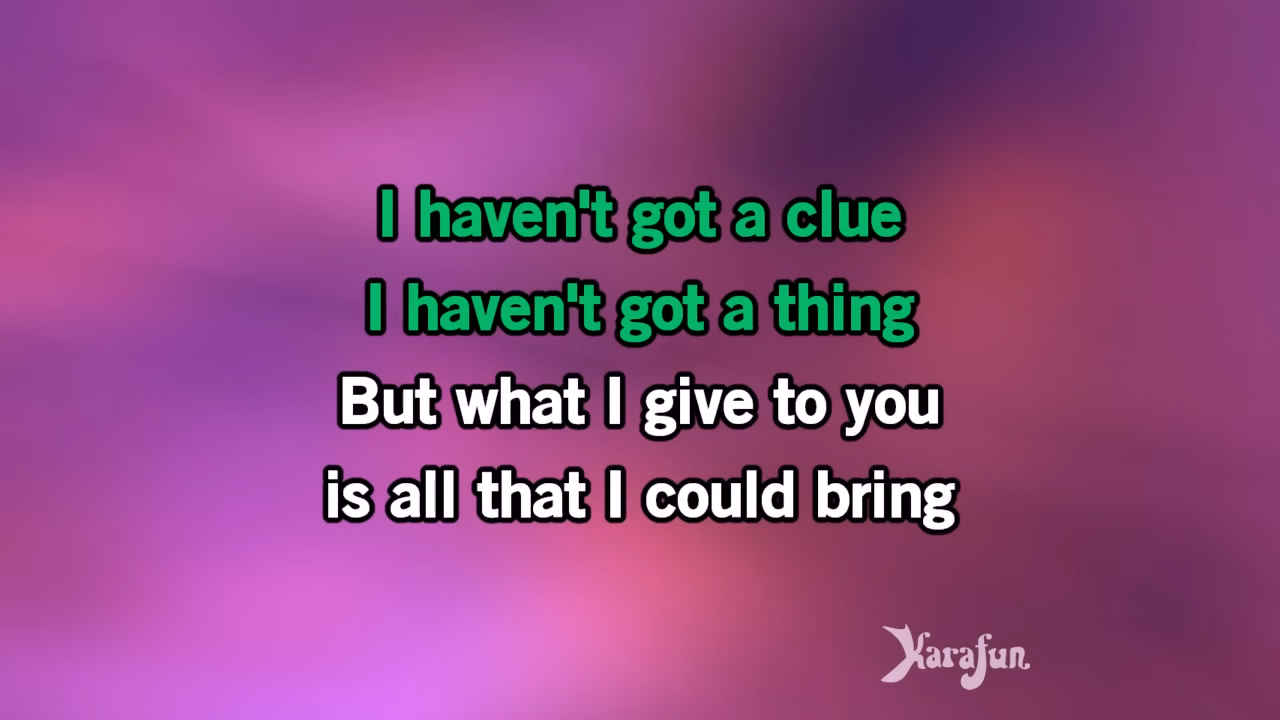 I haven't got a clue
I haven't got a thing
But what I give to you
is all that I could bring
Karafun